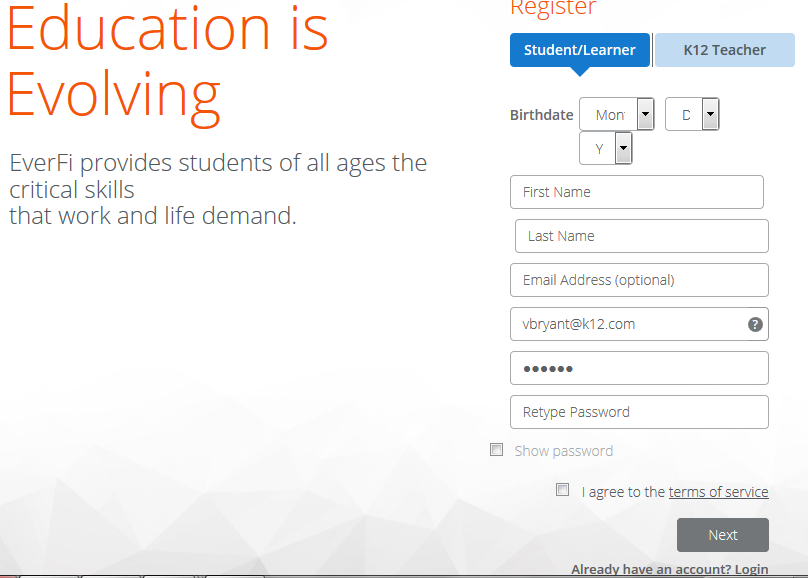 Register
Education is
Evolving
EverFi provides students of all ages the
critical skills
that work and life demand.
Student/Learner
K12 Teacher
Birthdate Mon D
Y
First Name
Last Name
Email Address (optional)
vbryant@k12.com ?
••••••
Retype Password
Show password
I agree to the terms of service
Next
Already have an account? Login